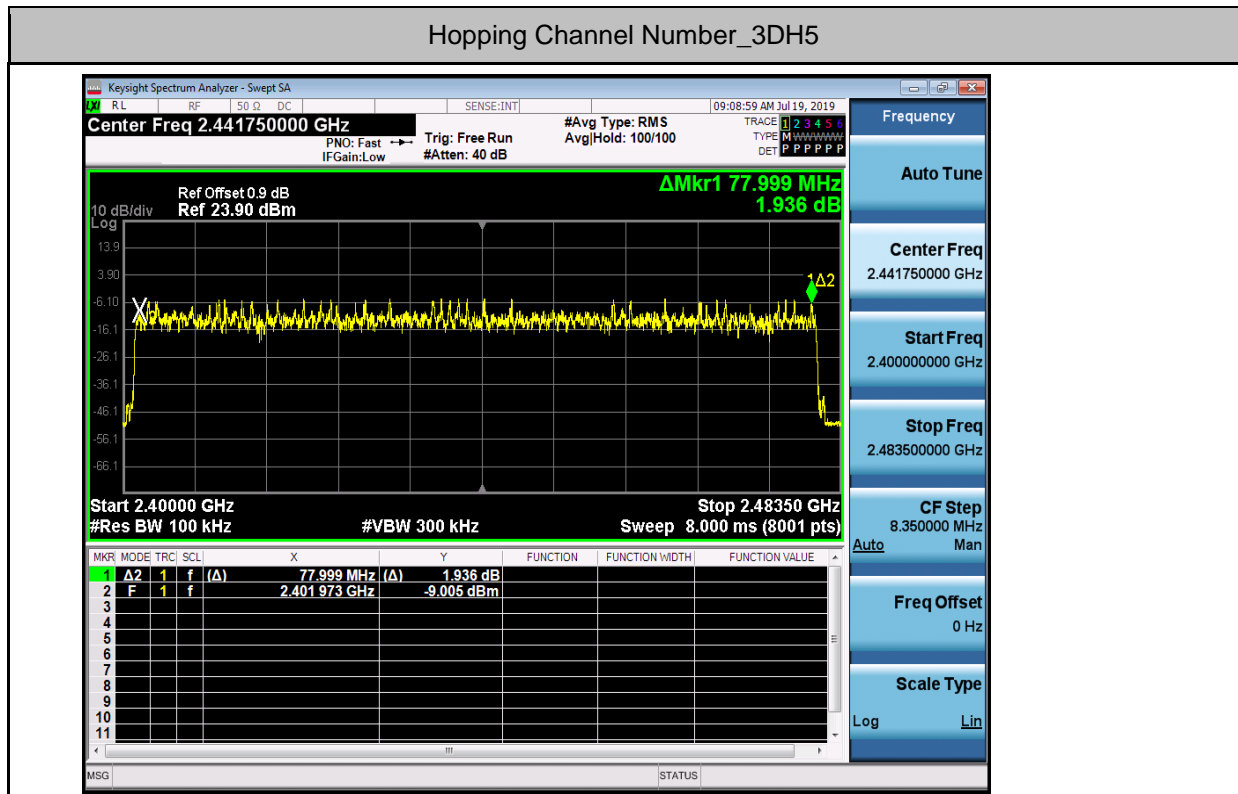 Hopping Channel Number_3DH5
Keysight Spectrum Analyzer - Swept SA
LXI RL RF 50 Ω DC SENSE:INT 09:08:59 AM Jul 19, 2019
Center Freq 2.441750000 GHz
PNO: Fast
IFGain:Low
Trig: Free Run
#Atten: 40 dB
#Avg Type: RMS
Avg|Hold: 100/100
TRACE 1 2 3 4 5 6
TYPE M WWWWW
DET P P P P P P
ΔMkr1 77.999 MHz
1.936 dB
Ref Offset 0.9 dB
10 dB/div Ref 23.90 dBm
Log
13.9
3.90
-6.10
-16.1
-26.1
-36.1
-46.1
-56.1
-66.1
1Δ2
Start 2.40000 GHz Stop 2.48350 GHz
#Res BW 100 kHz #VBW 300 kHz Sweep 8.000 ms (8001 pts)
MKR MODE TRC SCL X Y FUNCTION FUNCTION WIDTH FUNCTION VALUE
1 Δ2 1 f (Δ) 77.999 MHz (Δ) 1.936 dB
2 F 1 f 2.401 973 GHz -9.005 dBm
3
4
5
6
7
8
9
10
11
MSG STATUS
Frequency
Auto Tune
Center Freq
2.441750000 GHz
Start Freq
2.400000000 GHz
Stop Freq
2.483500000 GHz
CF Step
8.350000 MHz
Auto Man
Freq Offset
0 Hz
Scale Type
Log Lin